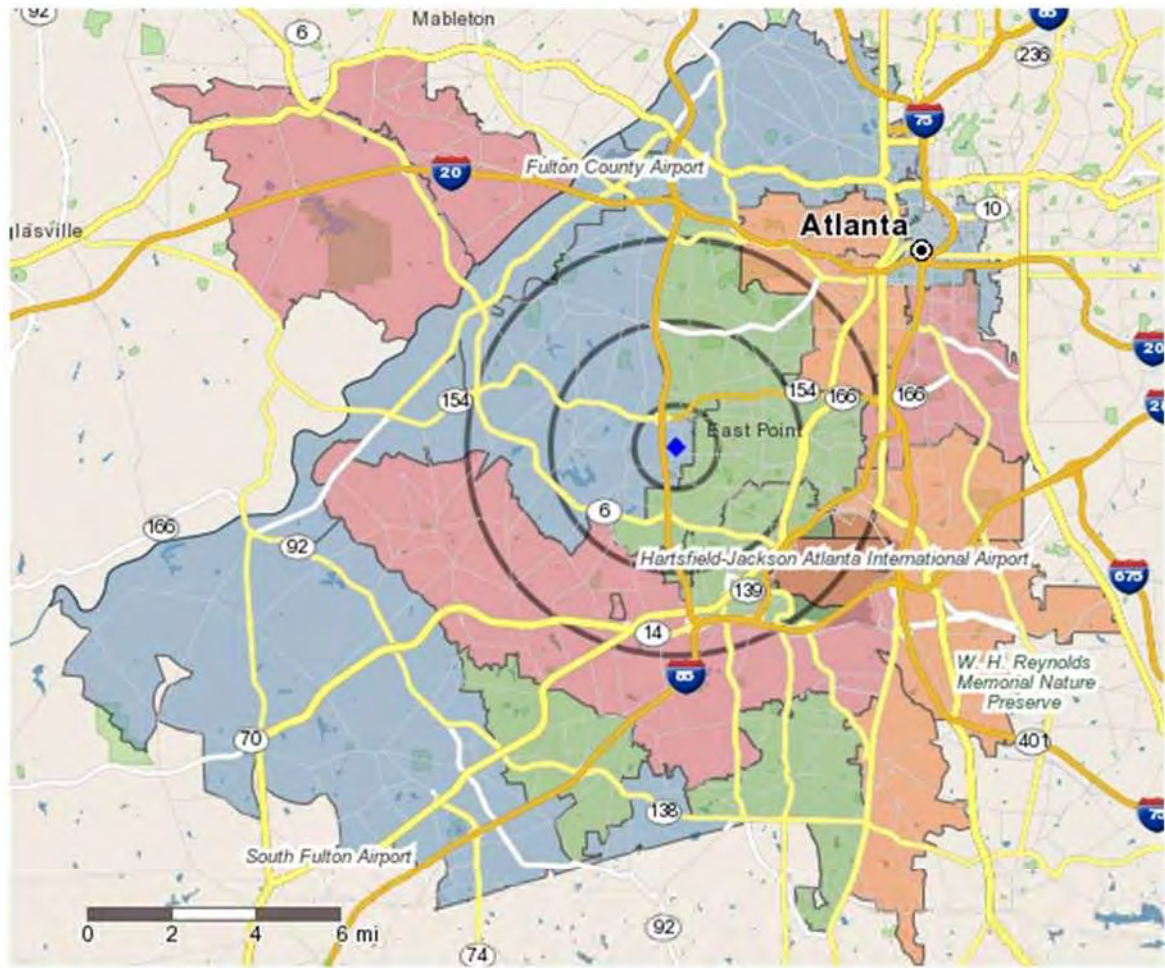 92
Mableton
85
6
236
75
Fulton County Airport
20
10
glasville
Atlanta
20
154
154
166
166
East Point
166
6
92
Hartsfield-Jackson Atlanta International Airport
675
139
14
W. H. Reynolds
Memorial Nature
Preserve
85
70
401
138
75
South Fulton Airport
0 2 4 6 mi
92
74